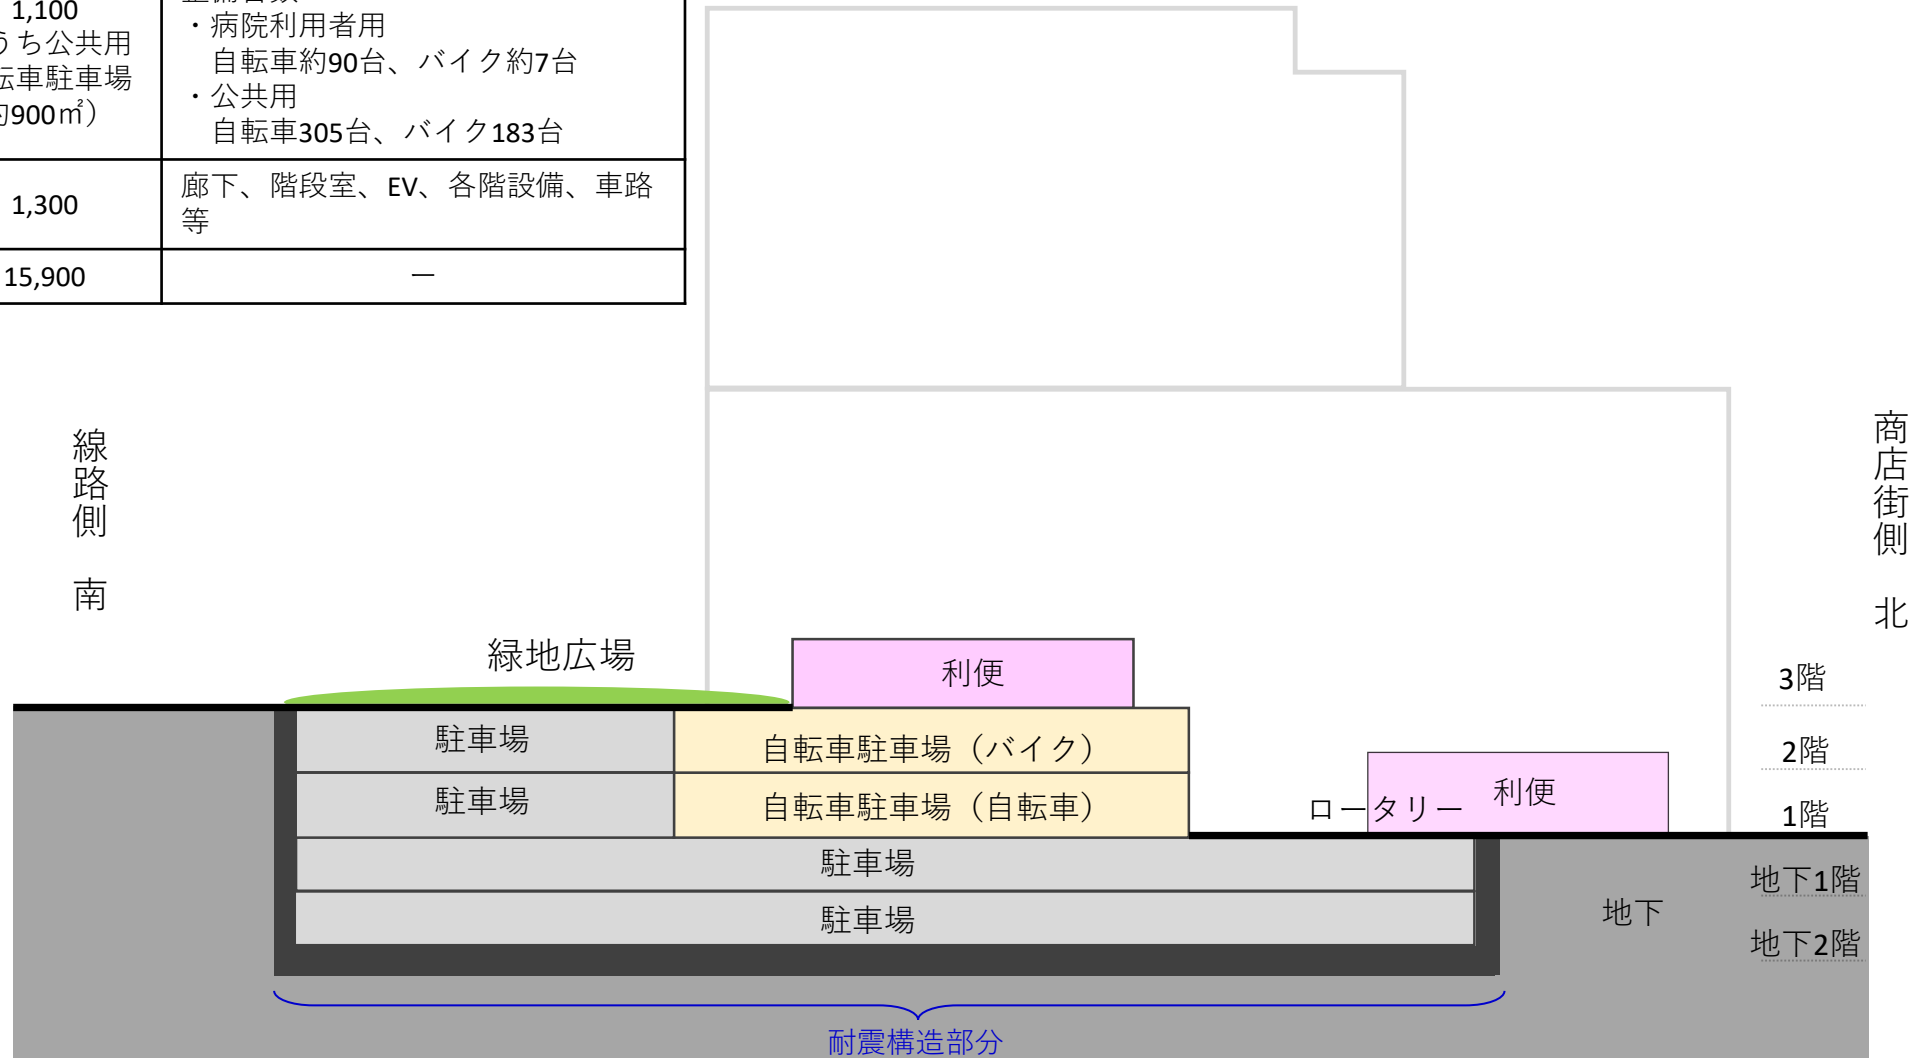 1,100
うち公共用
転車駐車場
900㎡）
・病院利用者用
自転車約90台、バイク約7台
・公共用
自転車305台、バイク183台
1,300
廊下、階段室、EV、各階設備、車路
等
15,900
―
線路側　南
商店街側　北
緑地広場
利便
3階
駐車場
自転車駐車場（バイク）
2階
駐車場
自転車駐車場（自転車）
ロータリー
利便
1階
駐車場
地下1階
駐車場
地下
地下2階
耐震構造部分